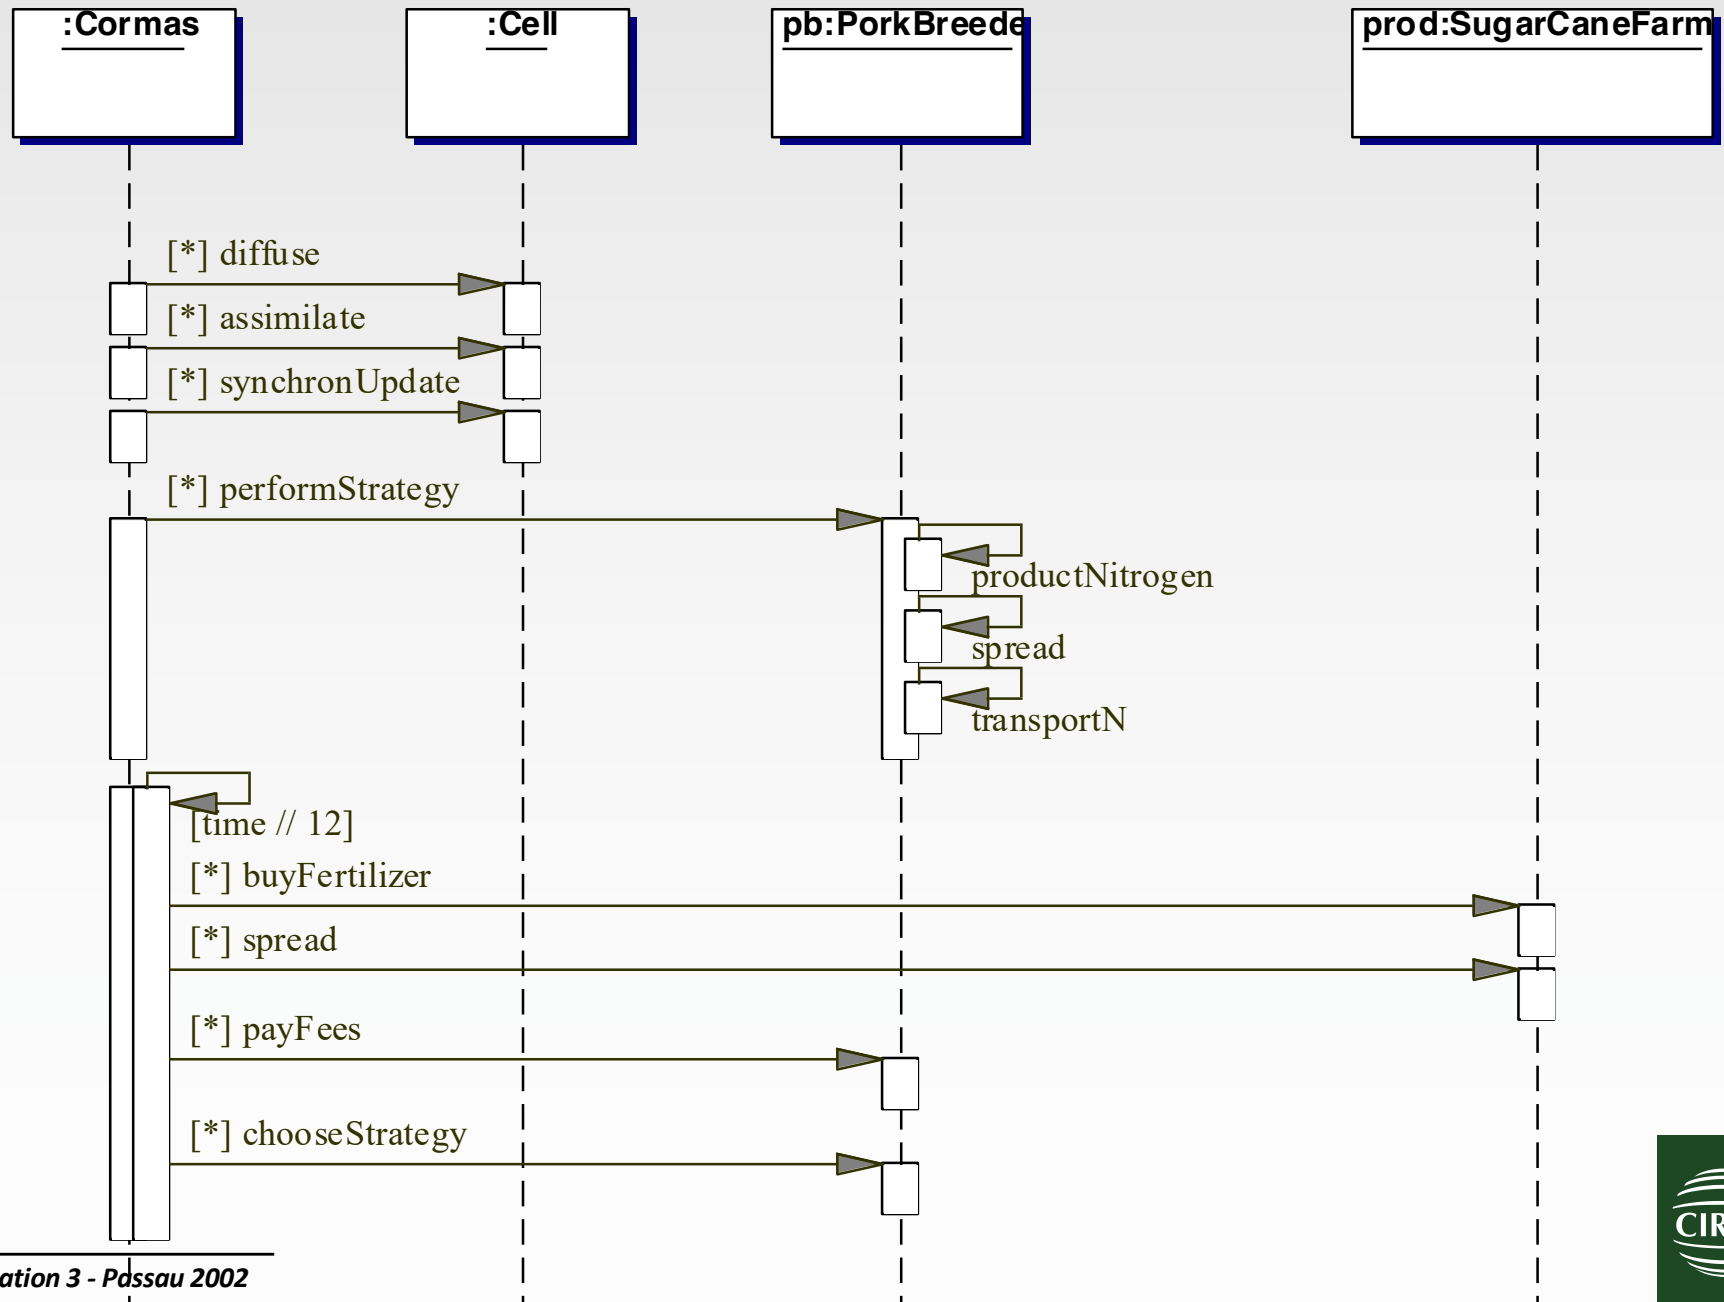 :Cormas
:Cell
pb:PorkBreede
prod:SugarCaneFarm
[*] diffuse
[*] assimilate
[*] synchronUpdate
[*] performStrategy
productNitrogen
spread
transportN
[time // 12]
[*] buyFertilizer
[*] spread
[*] payFees
[*] chooseStrategy
CIR
ation 3 - Passau 2002